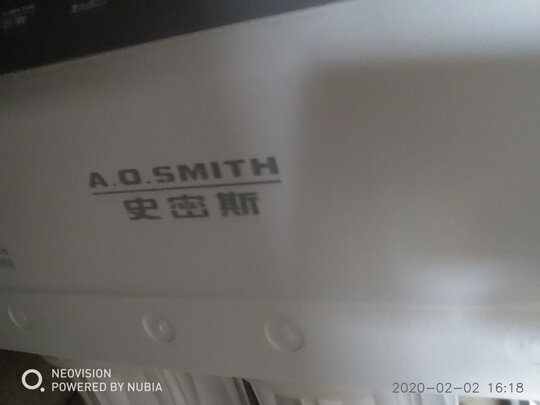 A.O.SMITH
史密斯
NEOVISION
POWERED BY NUBIA
2020-02-02 16:18